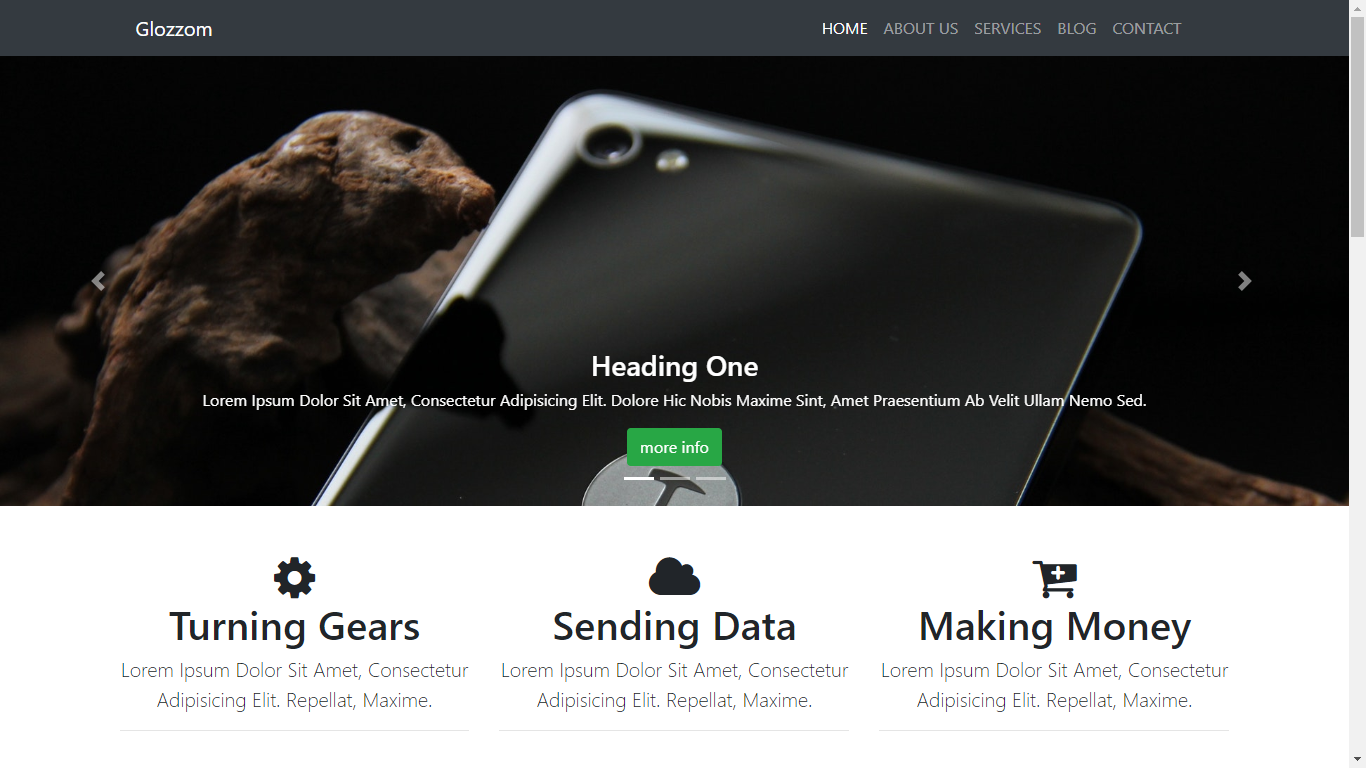 Glozzom
HOME ABOUT US SERVICES BLOG CONTACT
Heading One
Lorem Ipsum Dolor Sit Amet, Consectetur Adipisicing Elit. Dolore Hic Nobis Maxime Sint, Amet Praesentium Ab Velit Ullam Nemo Sed.
more info
Turning Gears
Lorem Ipsum Dolor Sit Amet, Consectetur
Adipisicing Elit. Repellat, Maxime.
Sending Data
Lorem Ipsum Dolor Sit Amet, Consectetur
Adipisicing Elit. Repellat, Maxime.
Making Money
Lorem Ipsum Dolor Sit Amet, Consectetur
Adipisicing Elit. Repellat, Maxime.